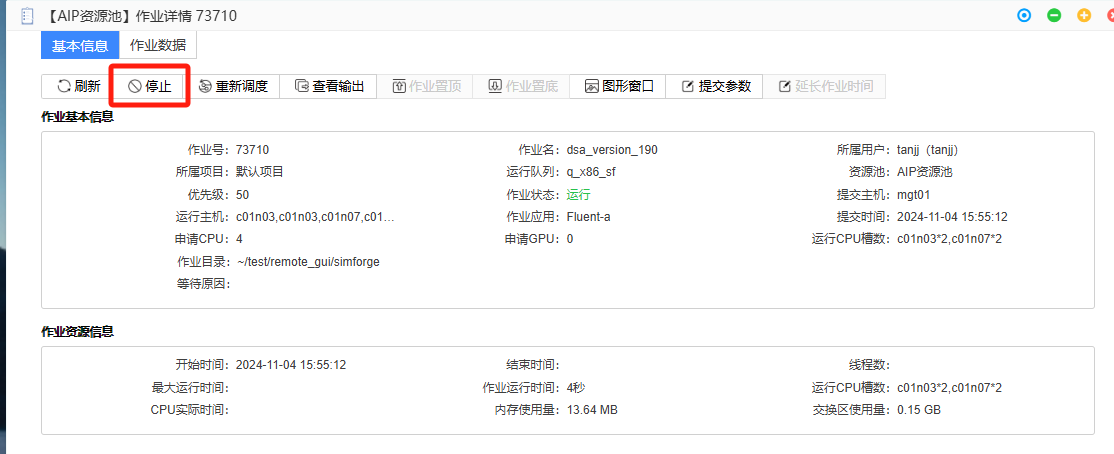 【AIP资源池】作业详情 73710
基本信息 作业数据
刷新 停止 重新调度 查看输出 作业置顶 作业置底 图形窗口 提交参数 延长作业时间
作业基本信息
作业号: 73710 作业名: dsa_version_190 所属用户: tanjj（tanjj）
所属项目: 默认项目 运行队列: q_x86_sf 资源池: AIP资源池
优先级: 50 作业状态: 运行 提交主机: mgt01
运行主机: c01n03,c01n03,c01n07,c01... 作业应用: Fluent-a 提交时间: 2024-11-04 15:55:12
申请CPU: 4 申请GPU: 0 运行CPU槽数: c01n03*2,c01n07*2
作业目录: ~/test/remote_gui/simforge
等待原因:
作业资源信息
开始时间: 2024-11-04 15:55:12 结束时间: 线程数:
最大运行时间: 作业运行时间: 4秒 运行CPU槽数: c01n03*2,c01n07*2
CPU实际时间: 内存使用量: 13.64 MB 交换区使用量: 0.15 GB